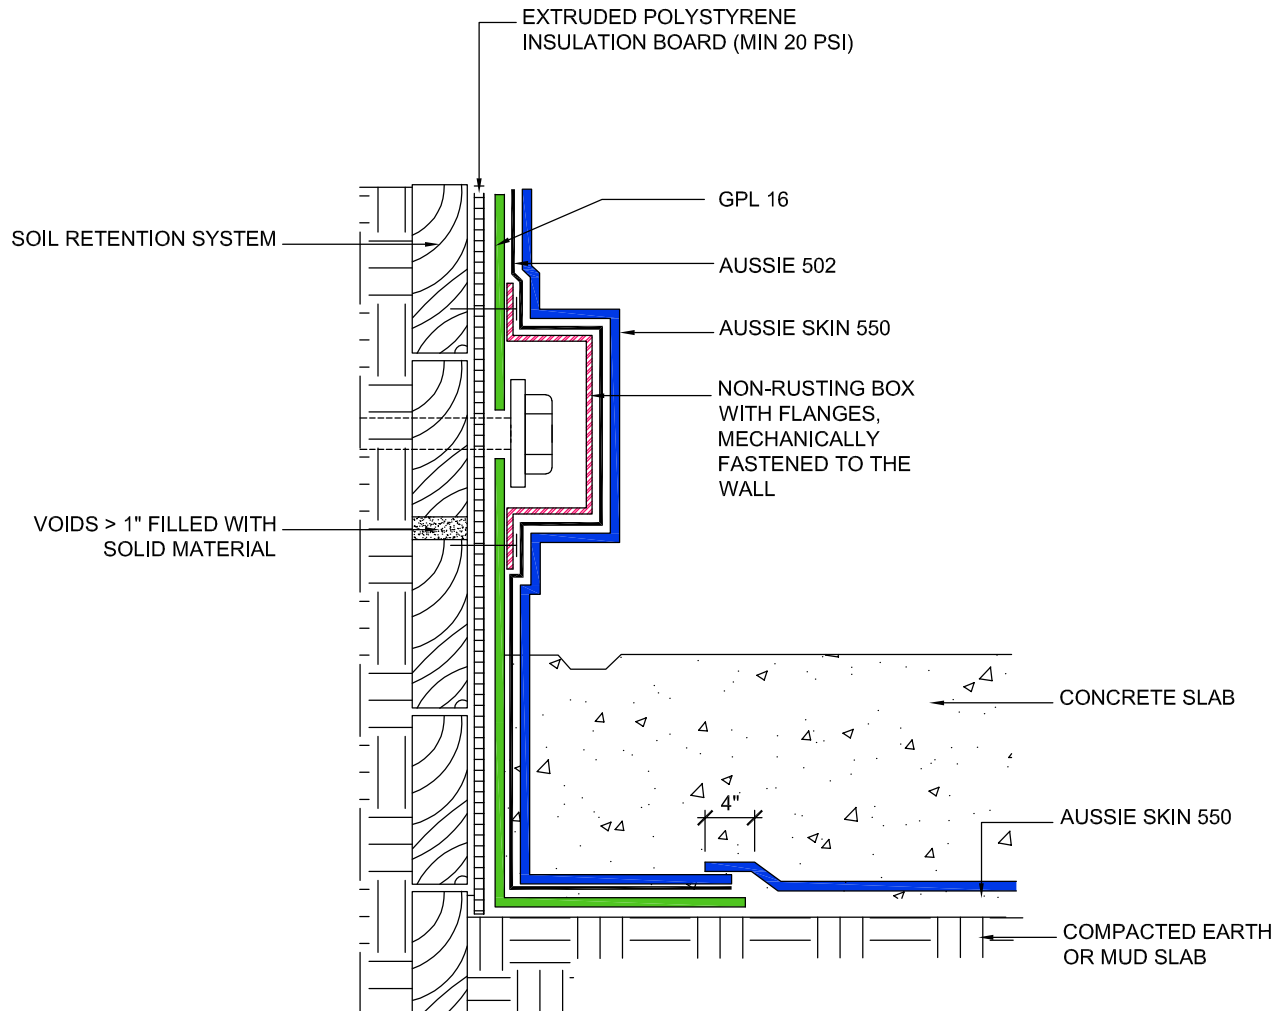 EXTRUDED POLYSTYRENE
INSULATION BOARD (MIN 20 PSI)
GPL 16
SOIL RETENTION SYSTEM
AUSSIE 502
AUSSIE SKIN 550
NON-RUSTING BOX
WITH FLANGES,
MECHANICALLY
FASTENED TO THE
WALL
VOIDS > 1" FILLED WITH
SOLID MATERIAL
CONCRETE SLAB
4"
AUSSIE SKIN 550
COMPACTED EARTH
OR MUD SLAB